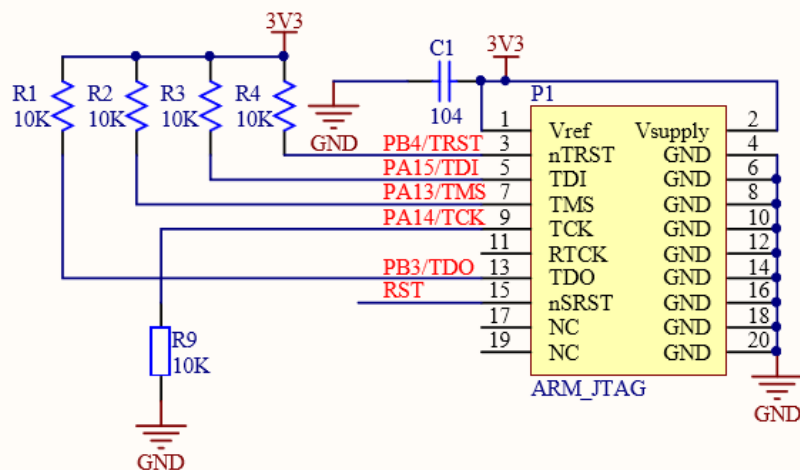 3V3
C1
3V3
R1
10K
R2
10K
R3
10K
R4
10K
104
GND
P1
1 Vref Vsupply 2
PB4/TRST 3 nTRST GND 4
PA15/TDI 5 TDI GND 6
PA13/TMS 7 TMS GND 8
PA14/TCK 9 TCK GND 10
11 RTCK GND 12
PB3/TDO 13 TDO GND 14
RST 15 nSRST GND 16
17 NC GND 18
19 NC GND 20
ARM_JTAG
R9
10K
GND
GND